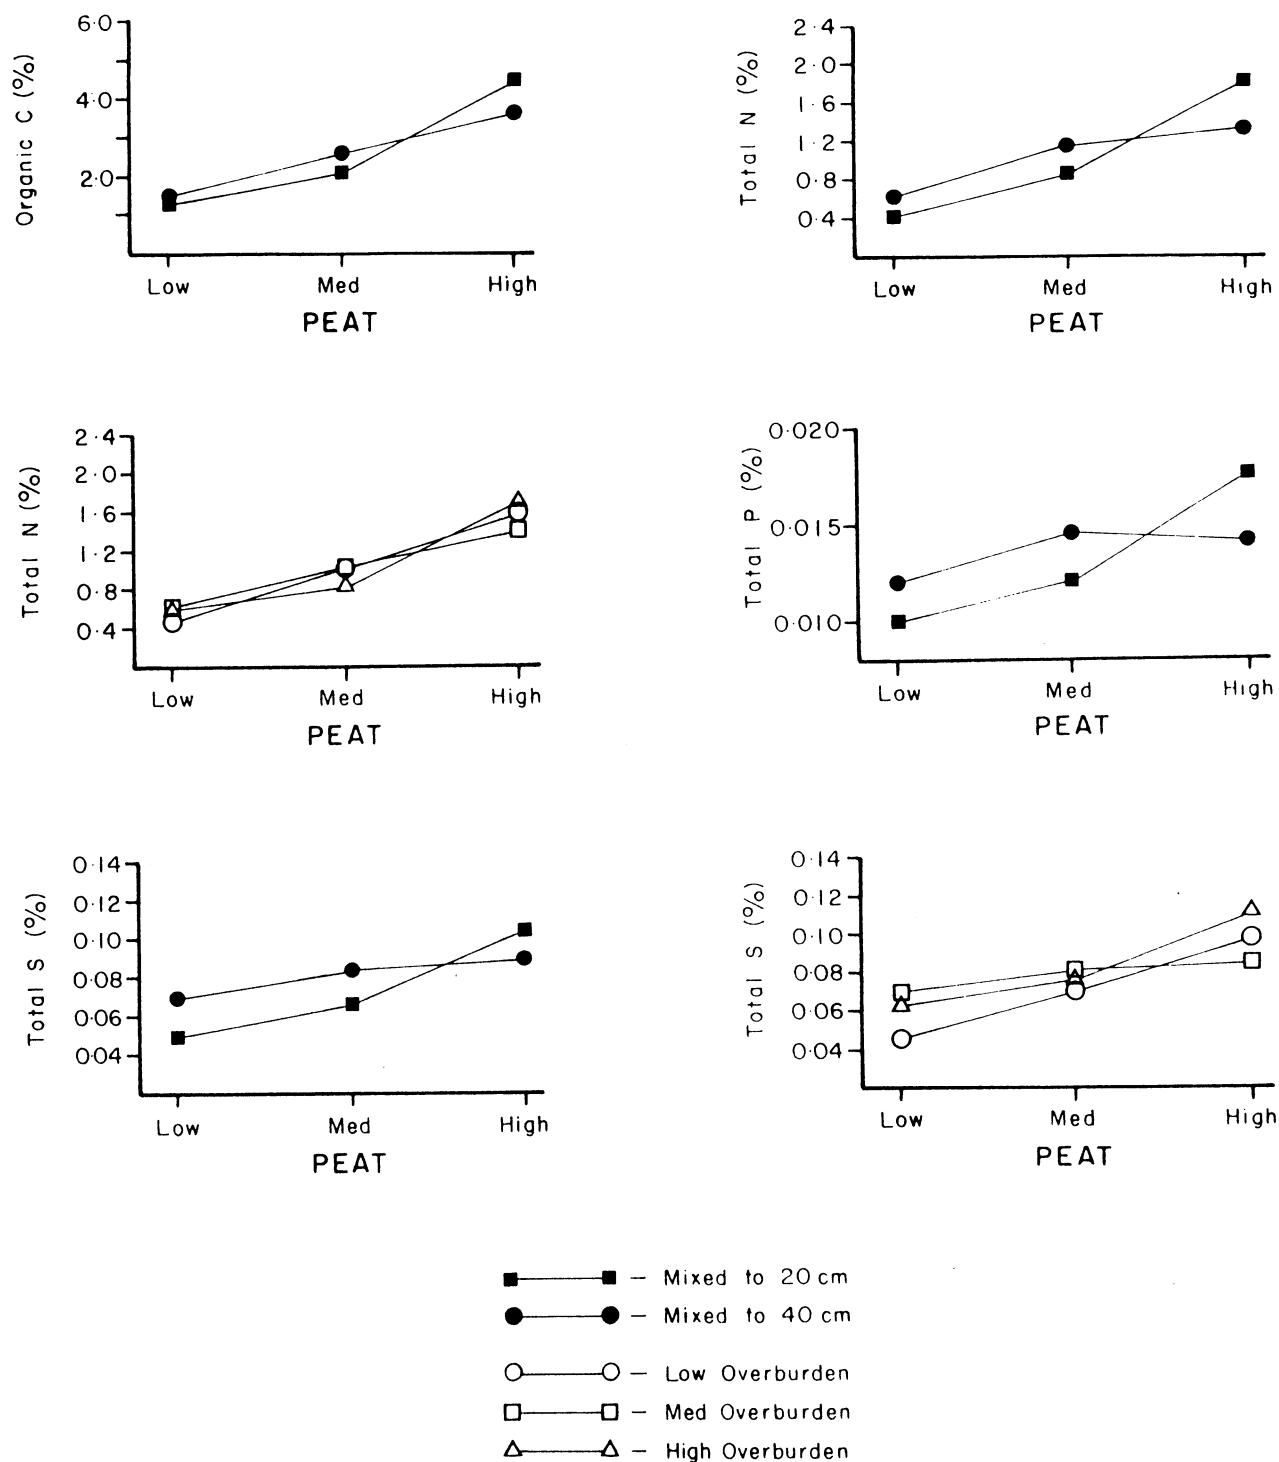 Organic C (%)
6·0
4·0
2·0
Low Med High
PEAT
Total N (%)
2·4
2·0
1·6
1·2
0·8
0·4
Low Med High
PEAT
Total N (%)
2·4
2·0
1·6
1·2
0·8
0·4
Low Med High
PEAT
Total P (%)
0·020
0·015
0·010
Low Med High
PEAT
Total S (%)
0·14
0·12
0·10
0·08
0·06
0·04
Low Med High
PEAT
Total S (%)
0·14
0·12
0·10
0·08
0·06
0·04
Low Med High
PEAT
– Mixed to 20 cm
– Mixed to 40 cm
– Low Overburden
– Med Overburden
– High Overburden